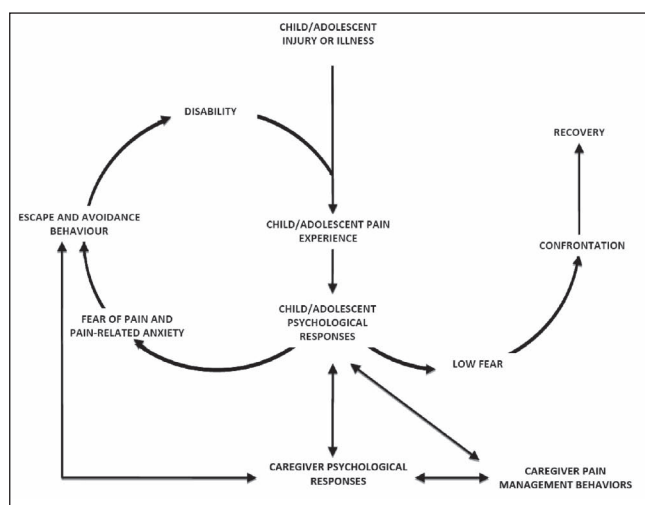 CHILD/ADOLESCENT
INJURY OR ILLNESS
DISABILITY
RECOVERY
ESCAPE AND AVOIDANCE
BEHAVIOUR
CHILD/ADOLESCENT PAIN
EXPERIENCE
CONFRONTATION
FEAR OF PAIN AND
PAIN-RELATED ANXIETY
CHILD/ADOLESCENT
PSYCHOLOGICAL
RESPONSES
LOW FEAR
CAREGIVER PSYCHOLOGICAL
RESPONSES
CAREGIVER PAIN
MANAGEMENT BEHAVIORS